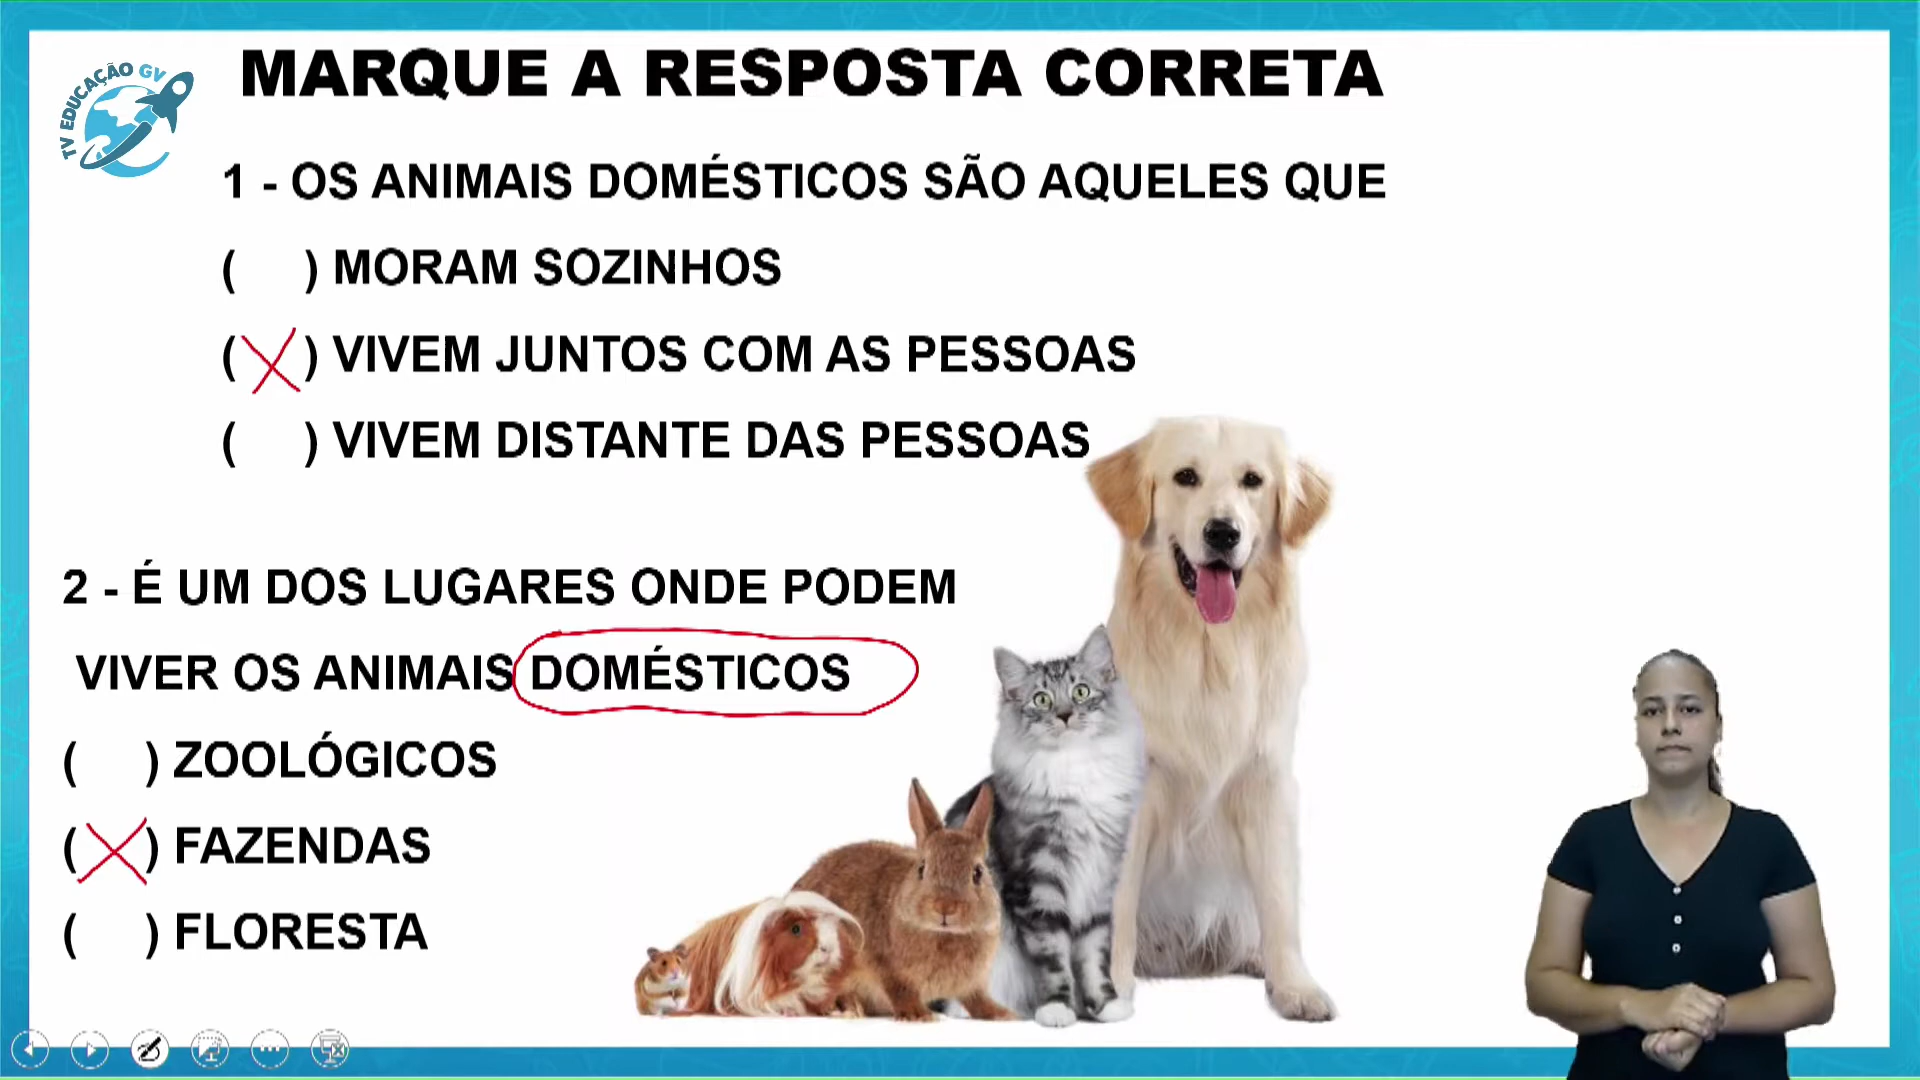 TV EDUCAÇÃO GV
MARQUE A RESPOSTA CORRETA
1 - OS ANIMAIS DOMÉSTICOS SÃO AQUELES QUE
( ) MORAM SOZINHOS
(X) VIVEM JUNTOS COM AS PESSOAS
( ) VIVEM DISTANTE DAS PESSOAS
2 - É UM DOS LUGARES ONDE PODEM
VIVER OS ANIMAIS DOMÉSTICOS
( ) ZOOLÓGICOS
(X) FAZENDAS
( ) FLORESTA